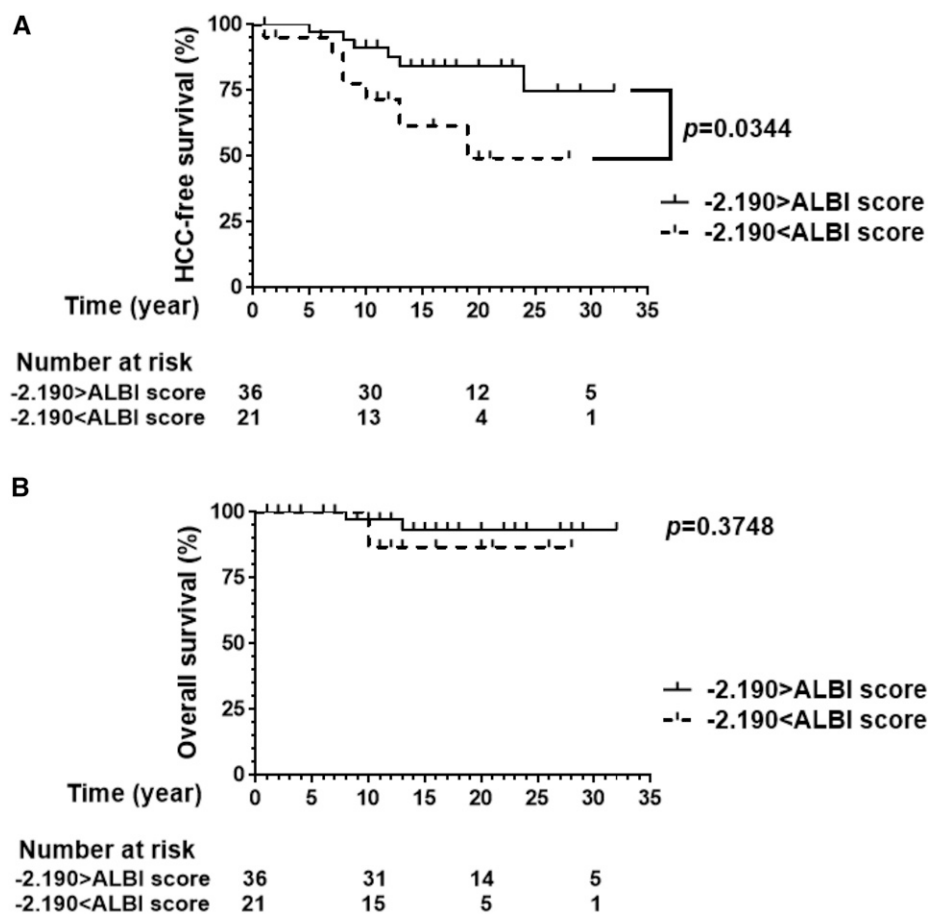 A
HCC-free survival (%)
100
75
50
25
0
0 5 10 15 20 25 30 35
Time (year)
p=0.0344
-2.190>ALBI score
-2.190<ALBI score
Number at risk
-2.190>ALBI score 36 30 12 5
-2.190<ALBI score 21 13 4 1
B
Overall survival (%)
100
75
50
25
0
0 5 10 15 20 25 30 35
Time (year)
p=0.3748
-2.190>ALBI score
-2.190<ALBI score
Number at risk
-2.190>ALBI score 36 31 14 5
-2.190<ALBI score 21 15 5 1